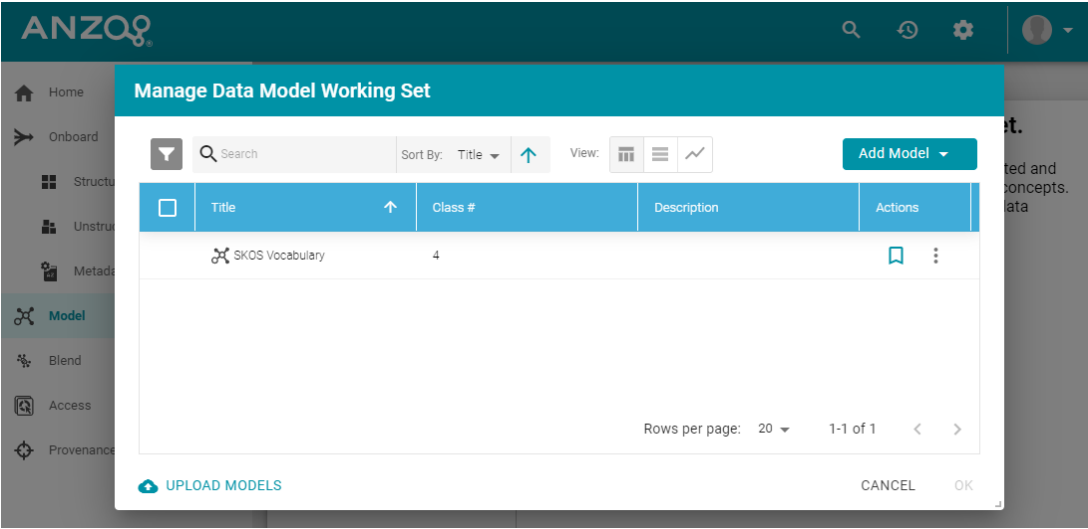 ANZO
Home
Manage Data Model Working Set
Onboard
Search
Sort By: Title
View:
Add Model
Title
Class #
Description
Actions
SKOS Vocabulary
4
Model
Blend
Access
Provenance
Rows per page: 20
1-1 of 1
UPLOAD MODELS
CANCEL
OK
et.
ted and
concepts.
lata
Structu
Unstruc
Metada